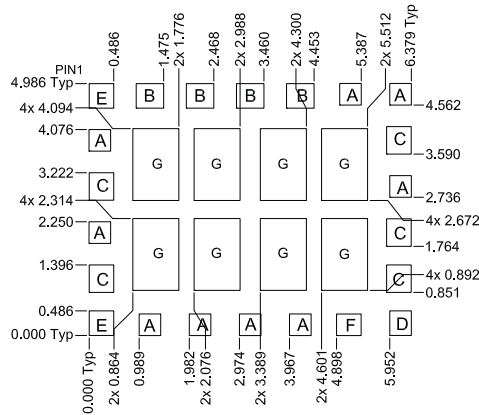 0.486
1.475
2x 1.776
2.468
2x 2.988
3.460
2x 4.300
4.453
5.387
2x 5.512
6.379 Typ
PIN1
4.986 Typ
E B B B B A A
4.562
4x 4.094
4.076
A C
3.590
G G G G
3.222
C A
2.736
4x 2.314
4x 2.672
2.250
A C
1.764
G G G G
1.396
C C
4x 0.892
0.851
0.486
E A A A A F D
0.000 Typ
0.000 Typ
2x 0.864
0.989
1.982
2x 2.076
2.974
2x 3.389
3.967
2x 4.601
4.898
5.952